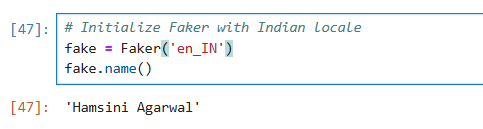 [47]: # Initialize Faker with Indian locale
fake = Faker('en_IN')
fake.name()
[47]: 'Hamsini Agarwal'